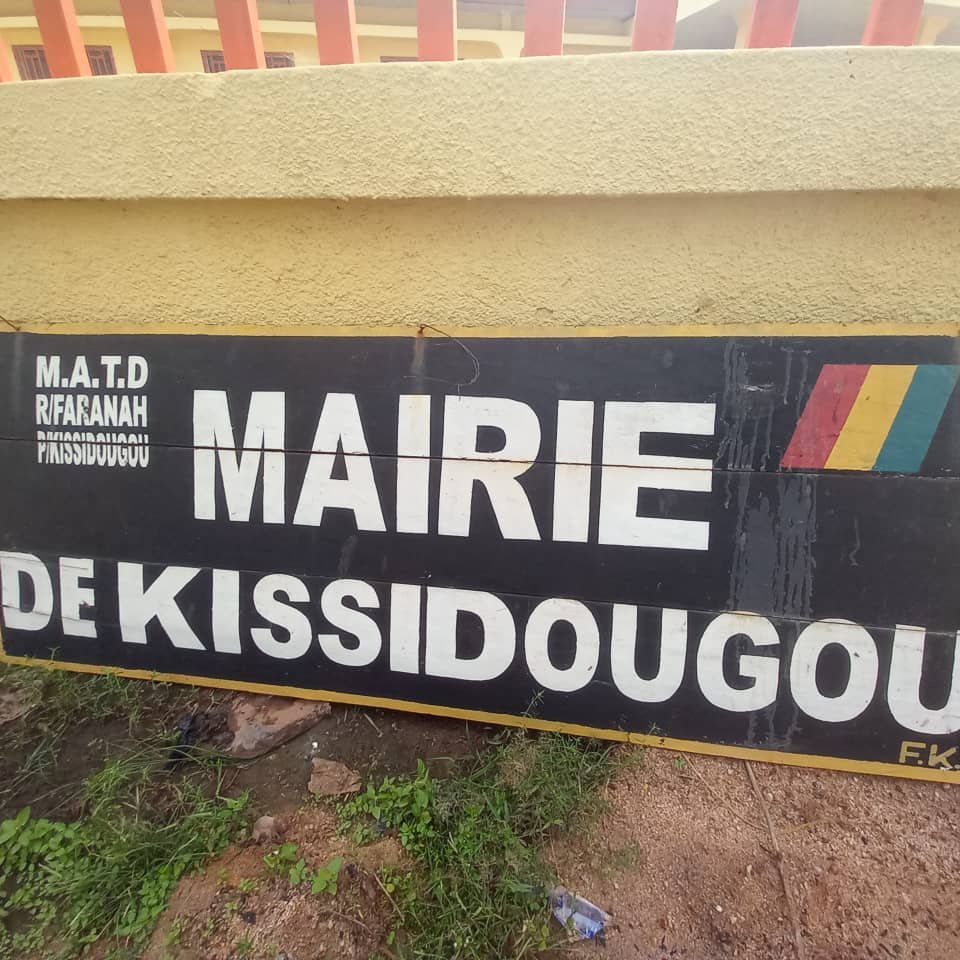 M.A.T.D
R/FARANAH
P/KISSIDOUGOU
MAIRIE
DE KISSIDOUGOU
F.K.